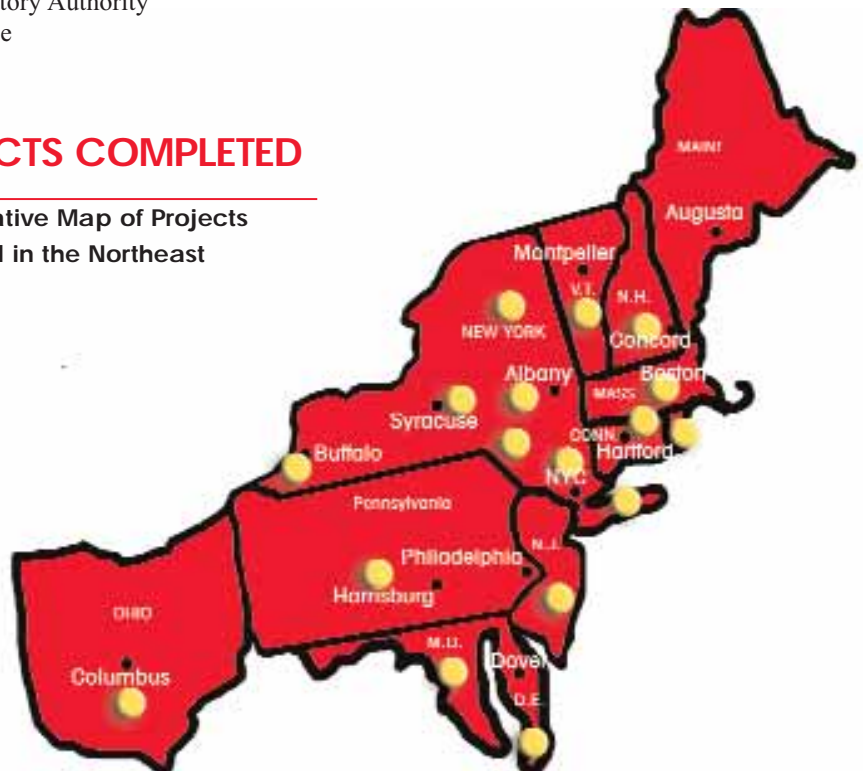 tory Authority
e
CTS COMPLETED
ative Map of Projects
l in the Northeast
MAINE
Augusta
Montpelier
V.T.
N.H.
NEW YORK
Concord
Albany
Boston
MASS
Syracuse
CONN.
Hartford
Buffalo
NYC
Pennsylvania
N.J.
Philadelphia
Harrisburg
OHIO
M.D.
Dover
Columbus
D.E.